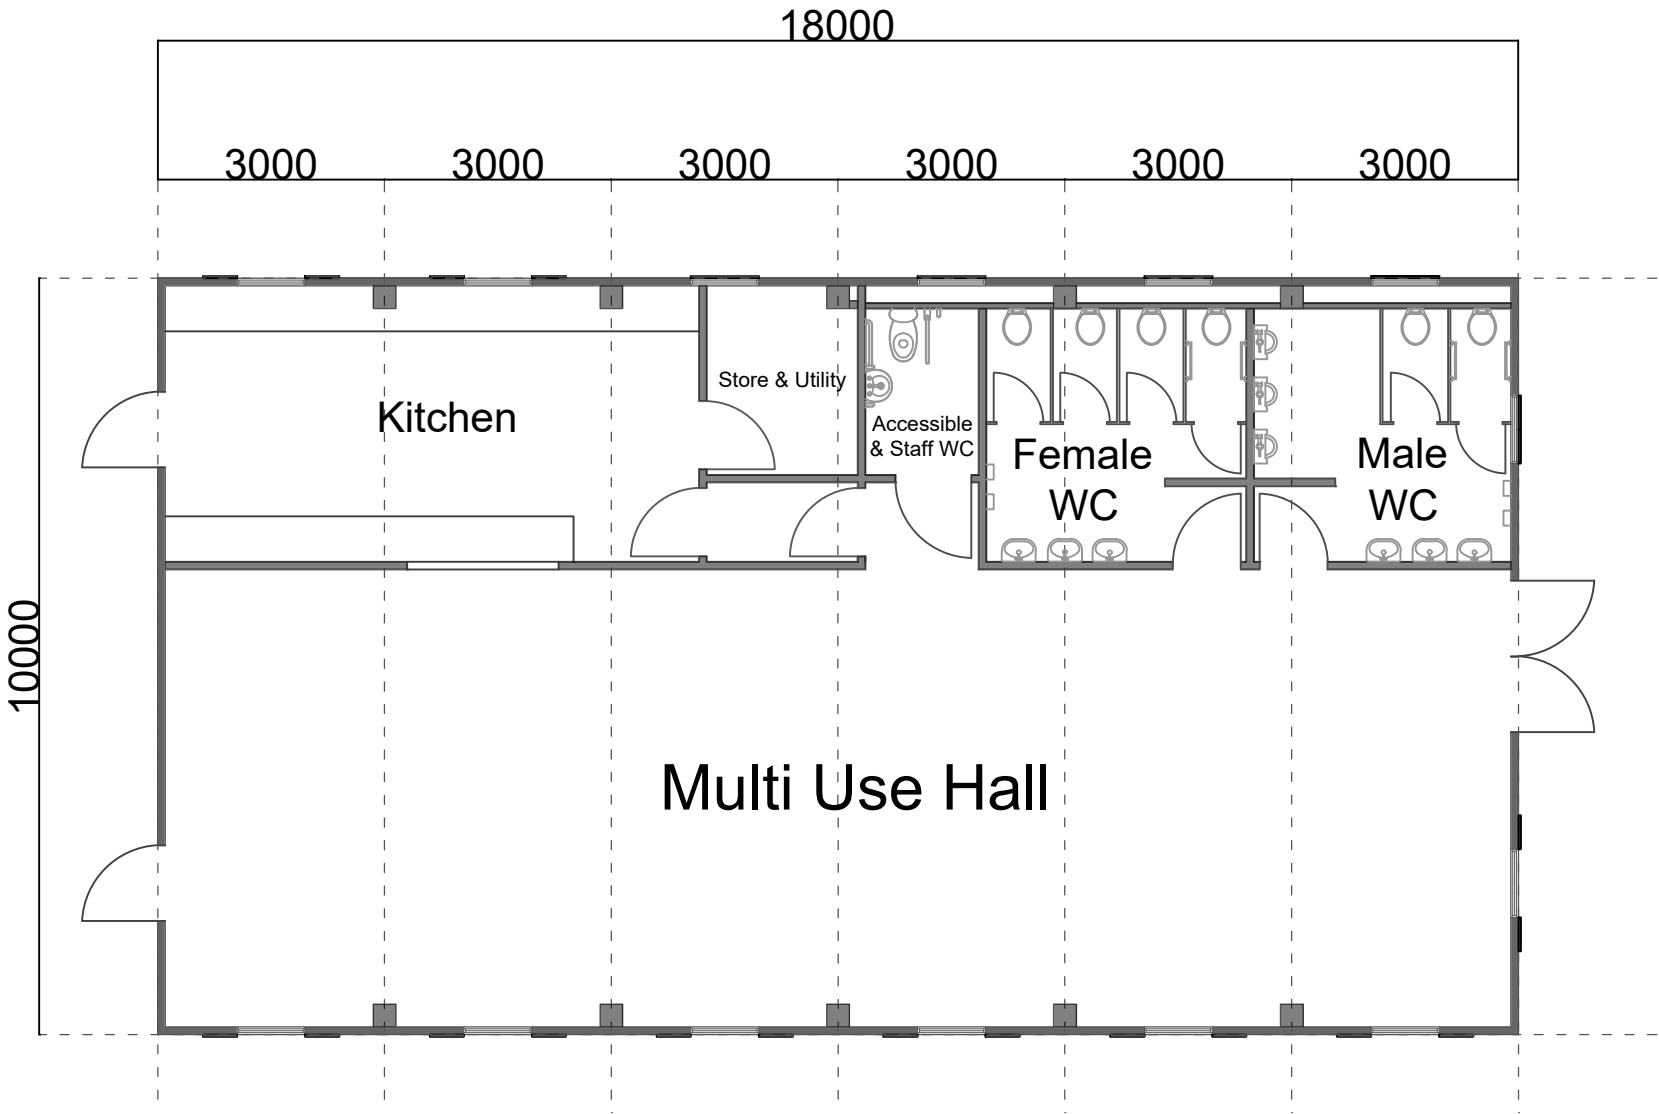 18000
3000
3000
3000
3000
3000
3000
Store & Utility
Kitchen
Accessible
& Staff WC
Female
WC
Male
WC
10000
Multi Use Hall